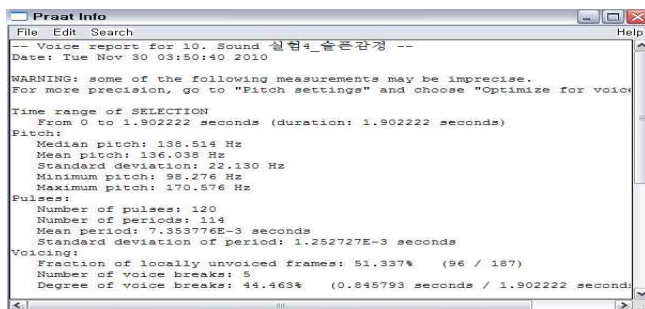 Praat Info
File Edit Search Help
-- Voice report for 10. Sound 실험4_슬픈감정 --
Date: Tue Nov 30 03:50:40 2010
WARNING: some of the following measurements may be imprecise.
For more precision, go to "Pitch settings" and choose "Optimize for voice
Time range of SELECTION
From 0 to 1.902222 seconds (duration: 1.902222 seconds)
Pitch:
Median pitch: 138.514 Hz
Mean pitch: 136.038 Hz
Standard deviation: 22.130 Hz
Minimum pitch: 98.276 Hz
Maximum pitch: 170.576 Hz
Pulses:
Number of pulses: 120
Number of periods: 114
Mean period: 7.353776E-3 seconds
Standard deviation of period: 1.252727E-3 seconds
Voicing:
Fraction of locally unvoiced frames: 51.337% (96 / 187)
Number of voice breaks: 5
Degree of voice breaks: 44.463% (0.845793 seconds / 1.902222 second